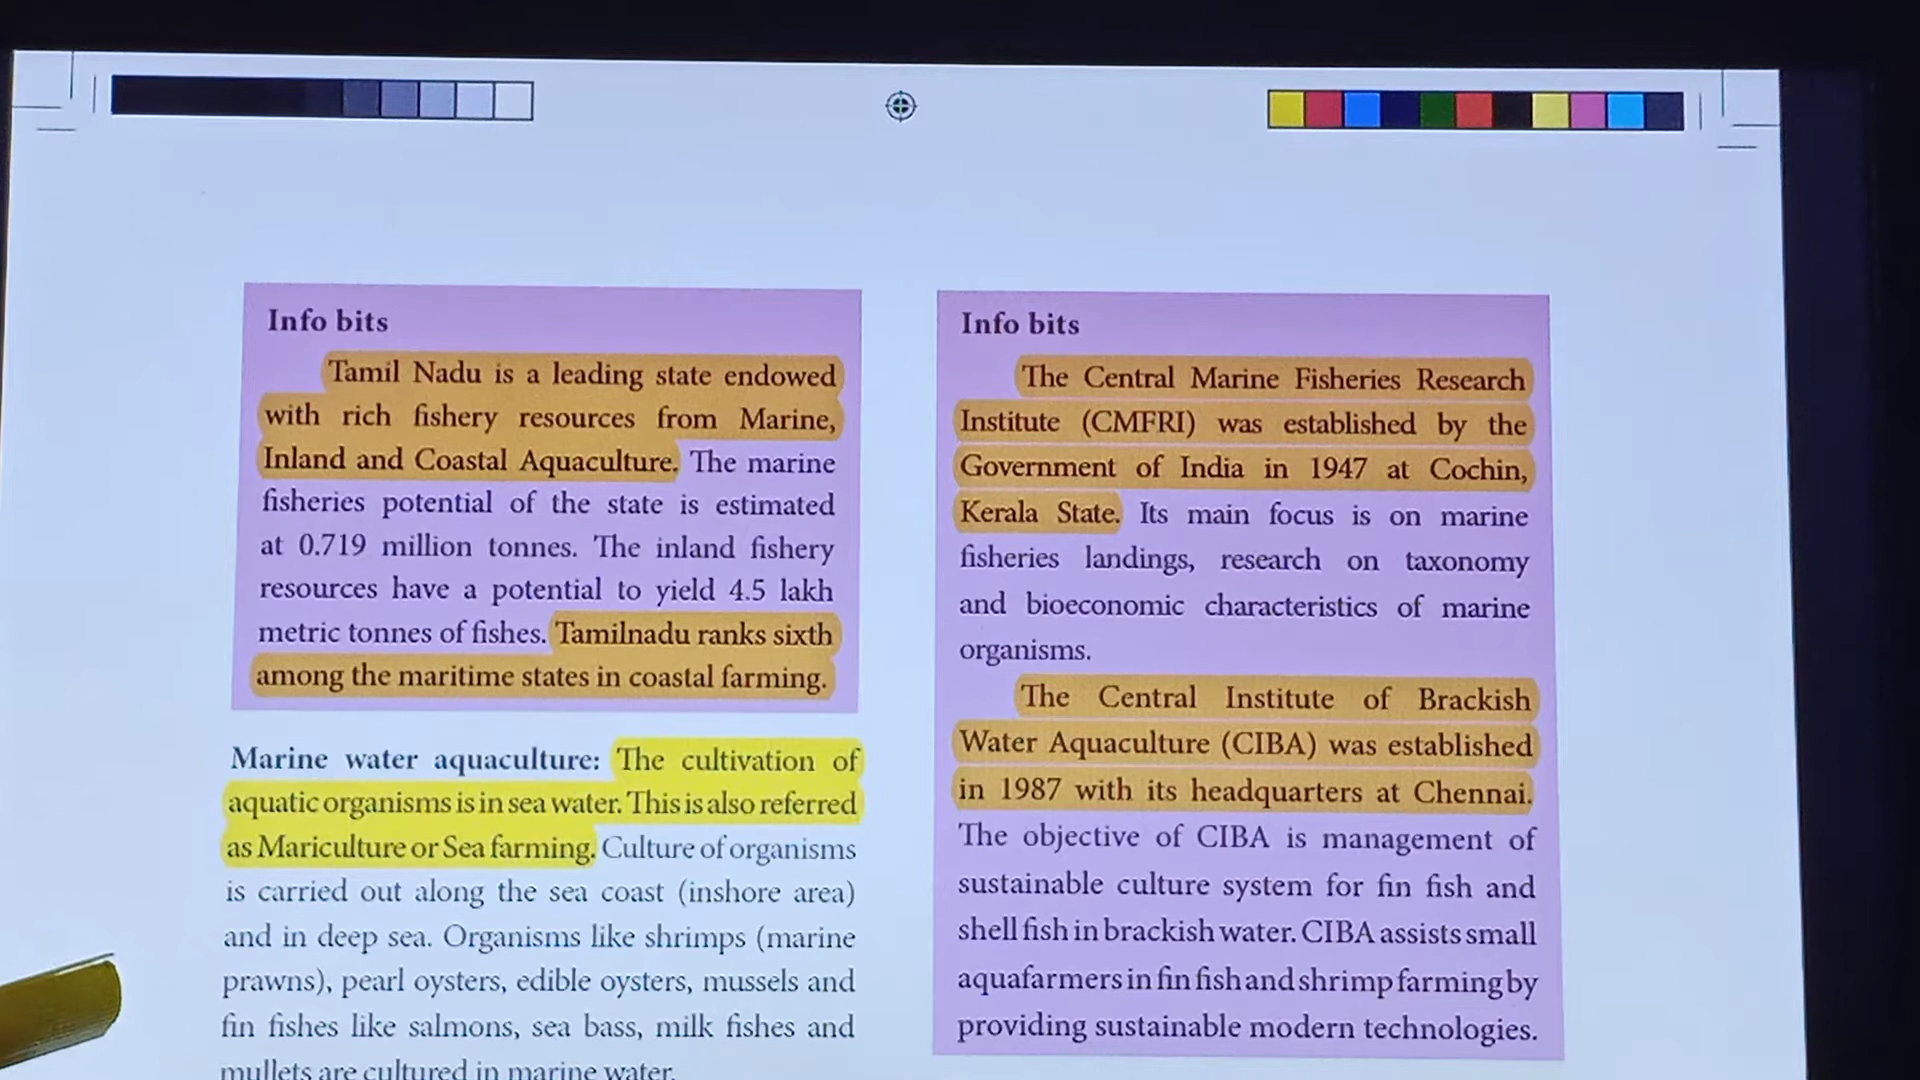 Info bits
Tamil Nadu is a leading state endowed
with rich fishery resources from Marine,
Inland and Coastal Aquaculture. The marine
fisheries potential of the state is estimated
at 0.719 million tonnes. The inland fishery
resources have a potential to yield 4.5 lakh
metric tonnes of fishes. Tamilnadu ranks sixth
among the maritime states in coastal farming.
Marine water aquaculture: The cultivation of
aquatic organisms is in sea water. This is also referred
as Mariculture or Sea farming. Culture of organisms
is carried out along the sea coast (inshore area)
and in deep sea. Organisms like shrimps (marine
prawns), pearl oysters, edible oysters, mussels and
fin fishes like salmons, sea bass, milk fishes and
mullets are cultured in marine water.
Info bits
The Central Marine Fisheries Research
Institute (CMFRI) was established by the
Government of India in 1947 at Cochin,
Kerala State. Its main focus is on marine
fisheries landings, research on taxonomy
and bioeconomic characteristics of marine
organisms.
The Central Institute of Brackish
Water Aquaculture (CIBA) was established
in 1987 with its headquarters at Chennai.
The objective of CIBA is management of
sustainable culture system for fin fish and
shell fish in brackish water. CIBA assists small
aquafarmers in fin fish and shrimp farming by
providing sustainable modern technologies.